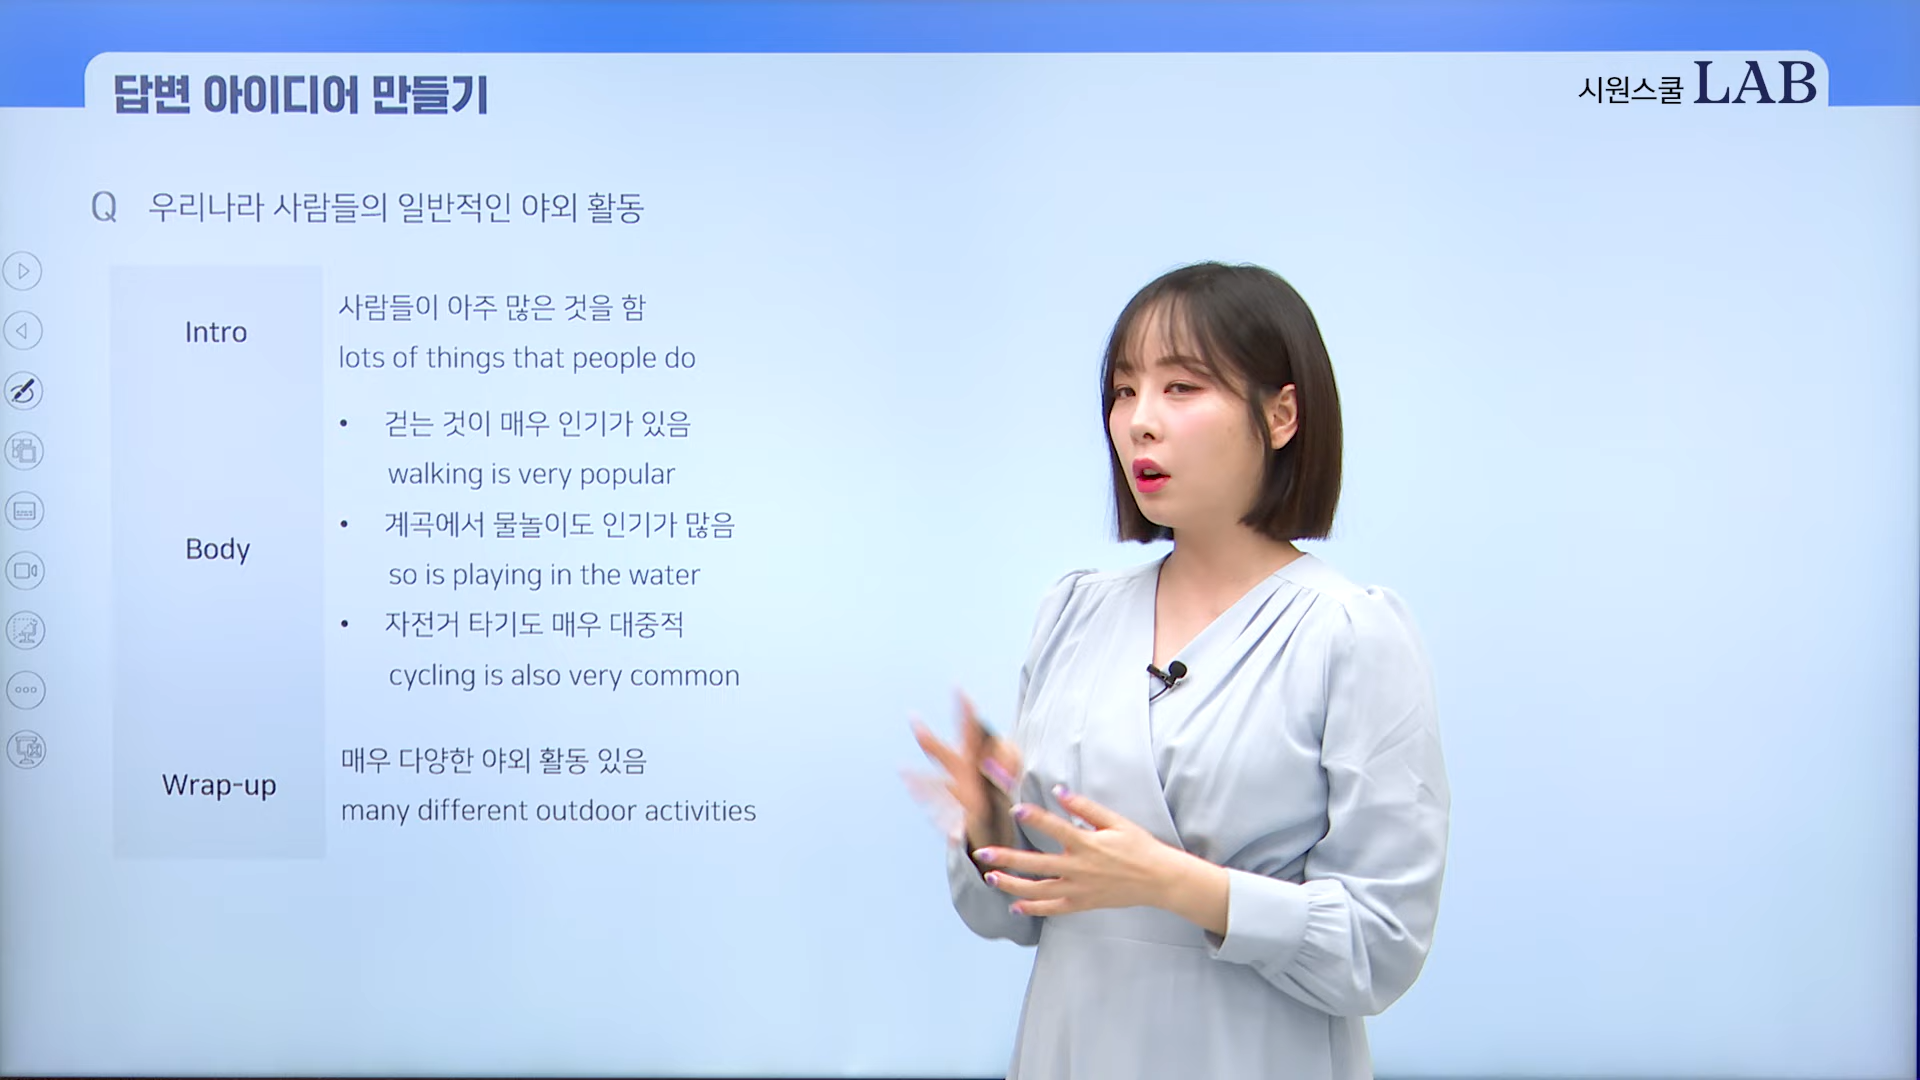 답변 아이디어 만들기
시원스쿨 LAB
Q 우리나라 사람들의 일반적인 야외 활동
Intro
사람들이 아주 많은 것을 함
lots of things that people do
Body
• 걷는 것이 매우 인기가 있음
walking is very popular
• 계곡에서 물놀이도 인기가 많음
so is playing in the water
• 자전거 타기도 매우 대중적
cycling is also very common
Wrap-up
매우 다양한 야외 활동 있음
many different outdoor activities